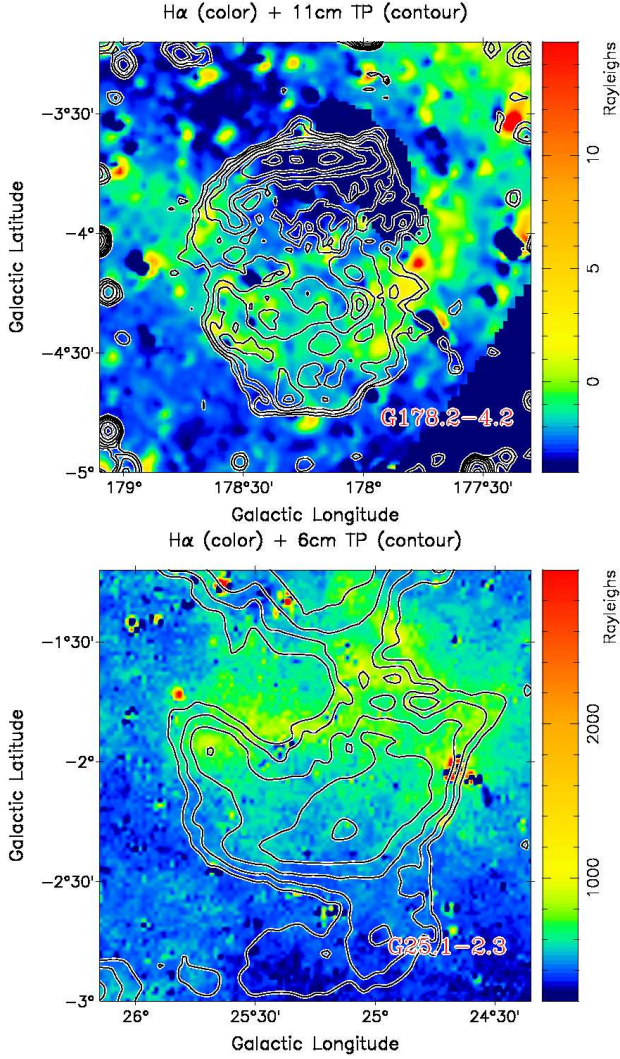 Hα (color) + 11cm TP (contour)
Galactic Latitude
−3°30'
−4°
−4°30'
−5°
G178.2−4.2
179°
178°30'
178°
177°30'
Galactic Longitude
Rayleighs
10
5
0
Hα (color) + 6cm TP (contour)
Galactic Latitude
−1°30'
−2°
−2°30'
−3°
G25.1−2.3
26°
25°30'
25°
24°30'
Galactic Longitude
Rayleighs
2000
1000